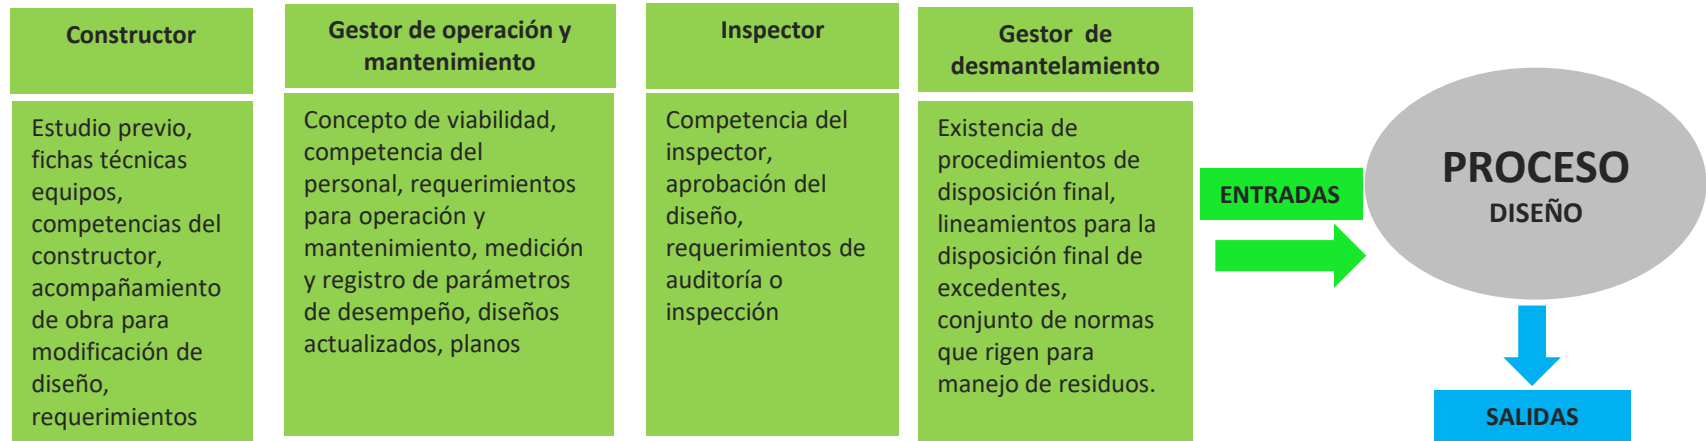 Constructor
Estudio previo,
fichas técnicas
equipos,
competencias del
constructor,
acompañamiento
de obra para
modificación de
diseño,
requerimientos
Gestor de operación y
mantenimiento
Concepto de viabilidad,
competencia del
personal, requerimientos
para operación y
mantenimiento, medición
y registro de parámetros
de desempeño, diseños
actualizados, planos
Inspector
Competencia del
inspector,
aprobación del
diseño,
requerimientos de
auditoría o
inspección
Gestor de
desmantelamiento
Existencia de
procedimientos de
disposición final,
lineamientos para la
disposición final de
excedentes,
conjunto de normas
que rigen para
manejo de residuos.
ENTRADAS
PROCESO
DISEÑO
SALIDAS